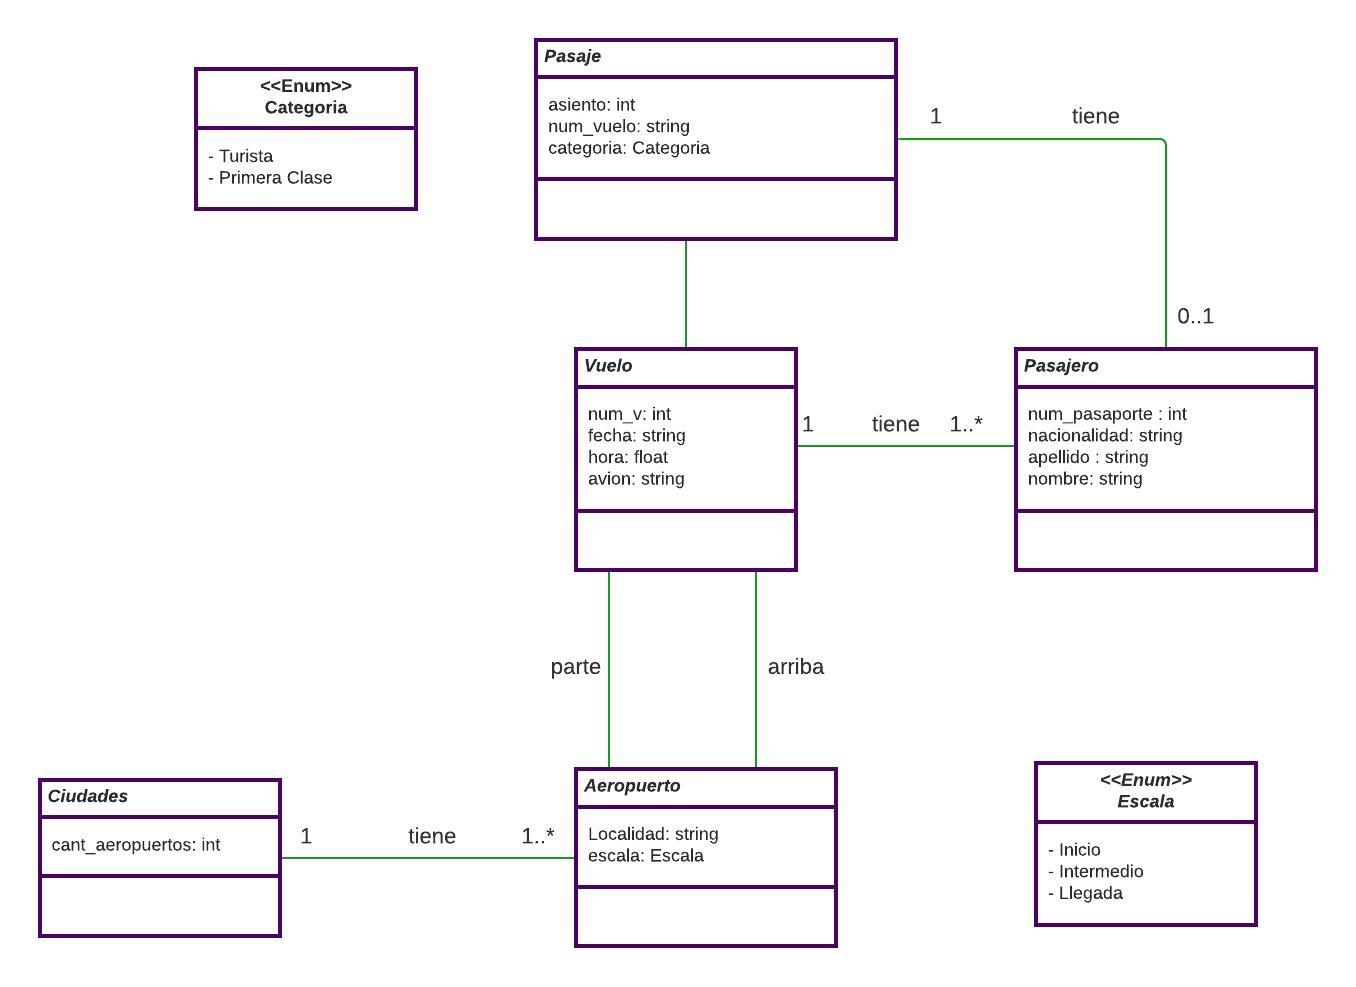 <<Enum>>
Categoria
- Turista
- Primera Clase
Pasaje
asiento: int
num_vuelo: string
categoria: Categoria
1 tiene
0..1
Vuelo
num_v: int
fecha: string
hora: float
avion: string
1 tiene 1..*
Pasajero
num_pasaporte : int
nacionalidad: string
apellido : string
nombre: string
parte arriba
Ciudades
cant_aeropuertos: int
1 tiene 1..*
Aeropuerto
Localidad: string
escala: Escala
<<Enum>>
Escala
- Inicio
- Intermedio
- Llegada